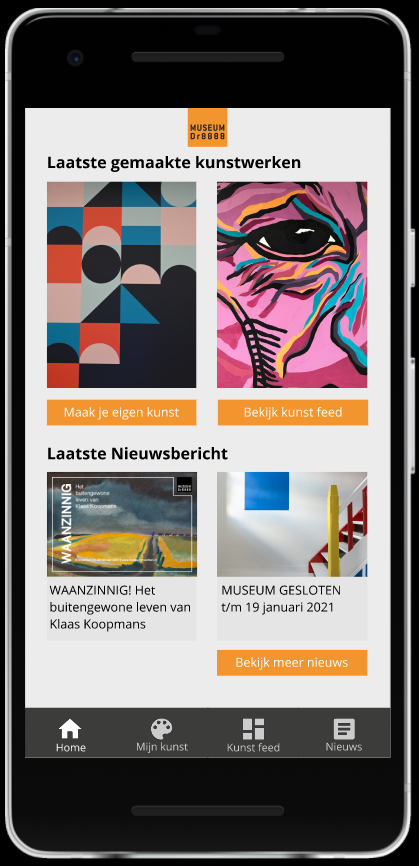 MUSEUM
Dr8888
Laatste gemaakte kunstwerken
Maak je eigen kunst
Bekijk kunst feed
Laatste Nieuwsbericht
WAANZINNIG
Het
buitengewone
leven van
Klaas Koopmans
MUSEUM
Dr8888
WAANZINNIG! Het
buitengewone leven van
Klaas Koopmans
MUSEUM GESLOTEN
t/m 19 januari 2021
Bekijk meer nieuws
Home
Mijn kunst
Kunst feed
Nieuws